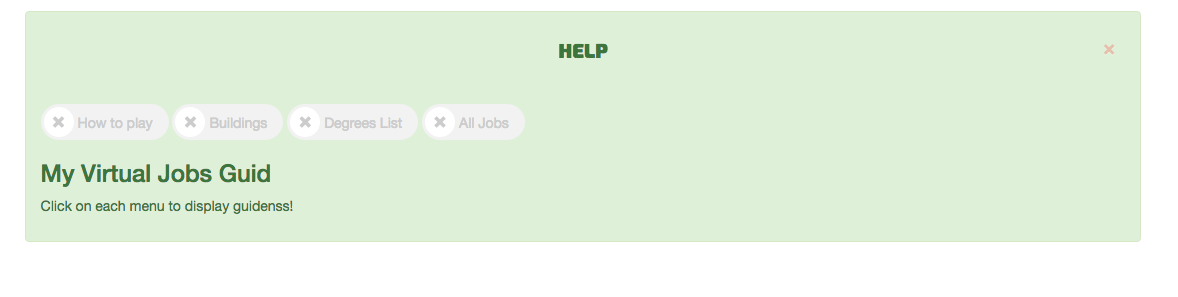 HELP
How to play Buildings Degrees List All Jobs
My Virtual Jobs Guid
Click on each menu to display guidenss!